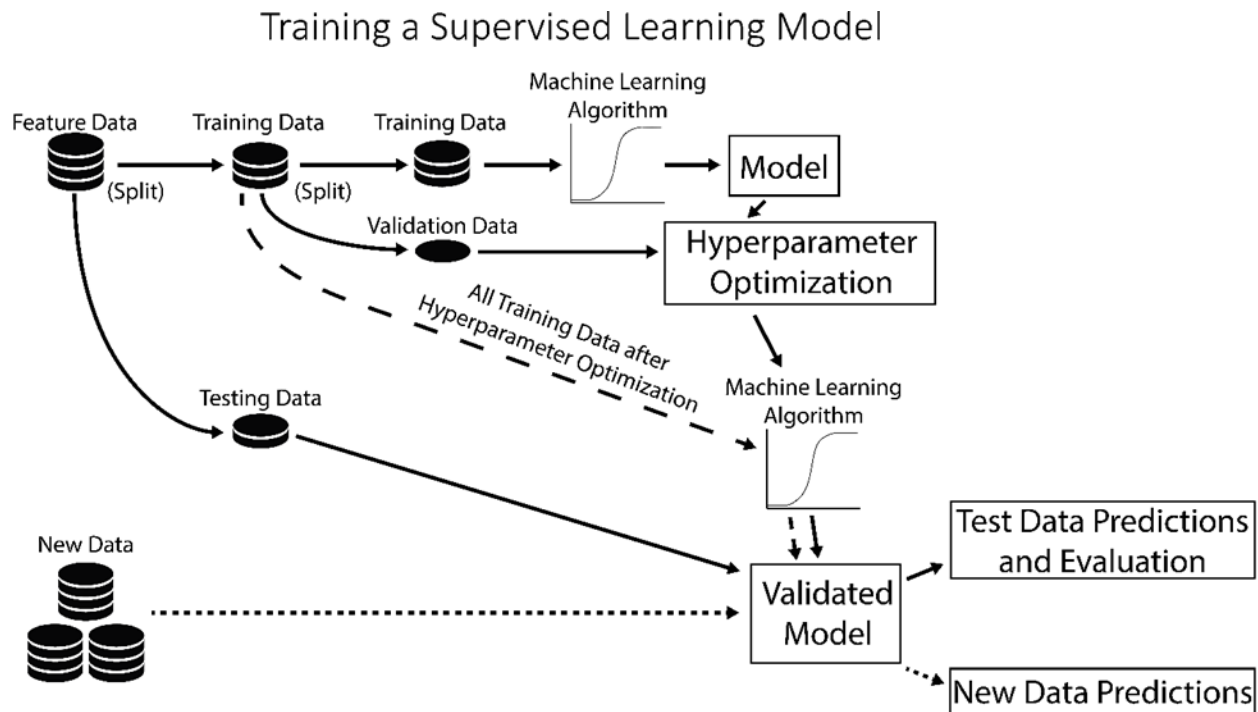 Training a Supervised Learning Model
Machine Learning
Algorithm
Feature Data
Training Data
Training Data
(Split)
(Split)
Model
Validation Data
Hyperparameter
Optimization
All Training Data after
Hyperparameter Optimization
Machine Learning
Algorithm
Testing Data
Test Data Predictions
and Evaluation
New Data
Validated
Model
New Data Predictions